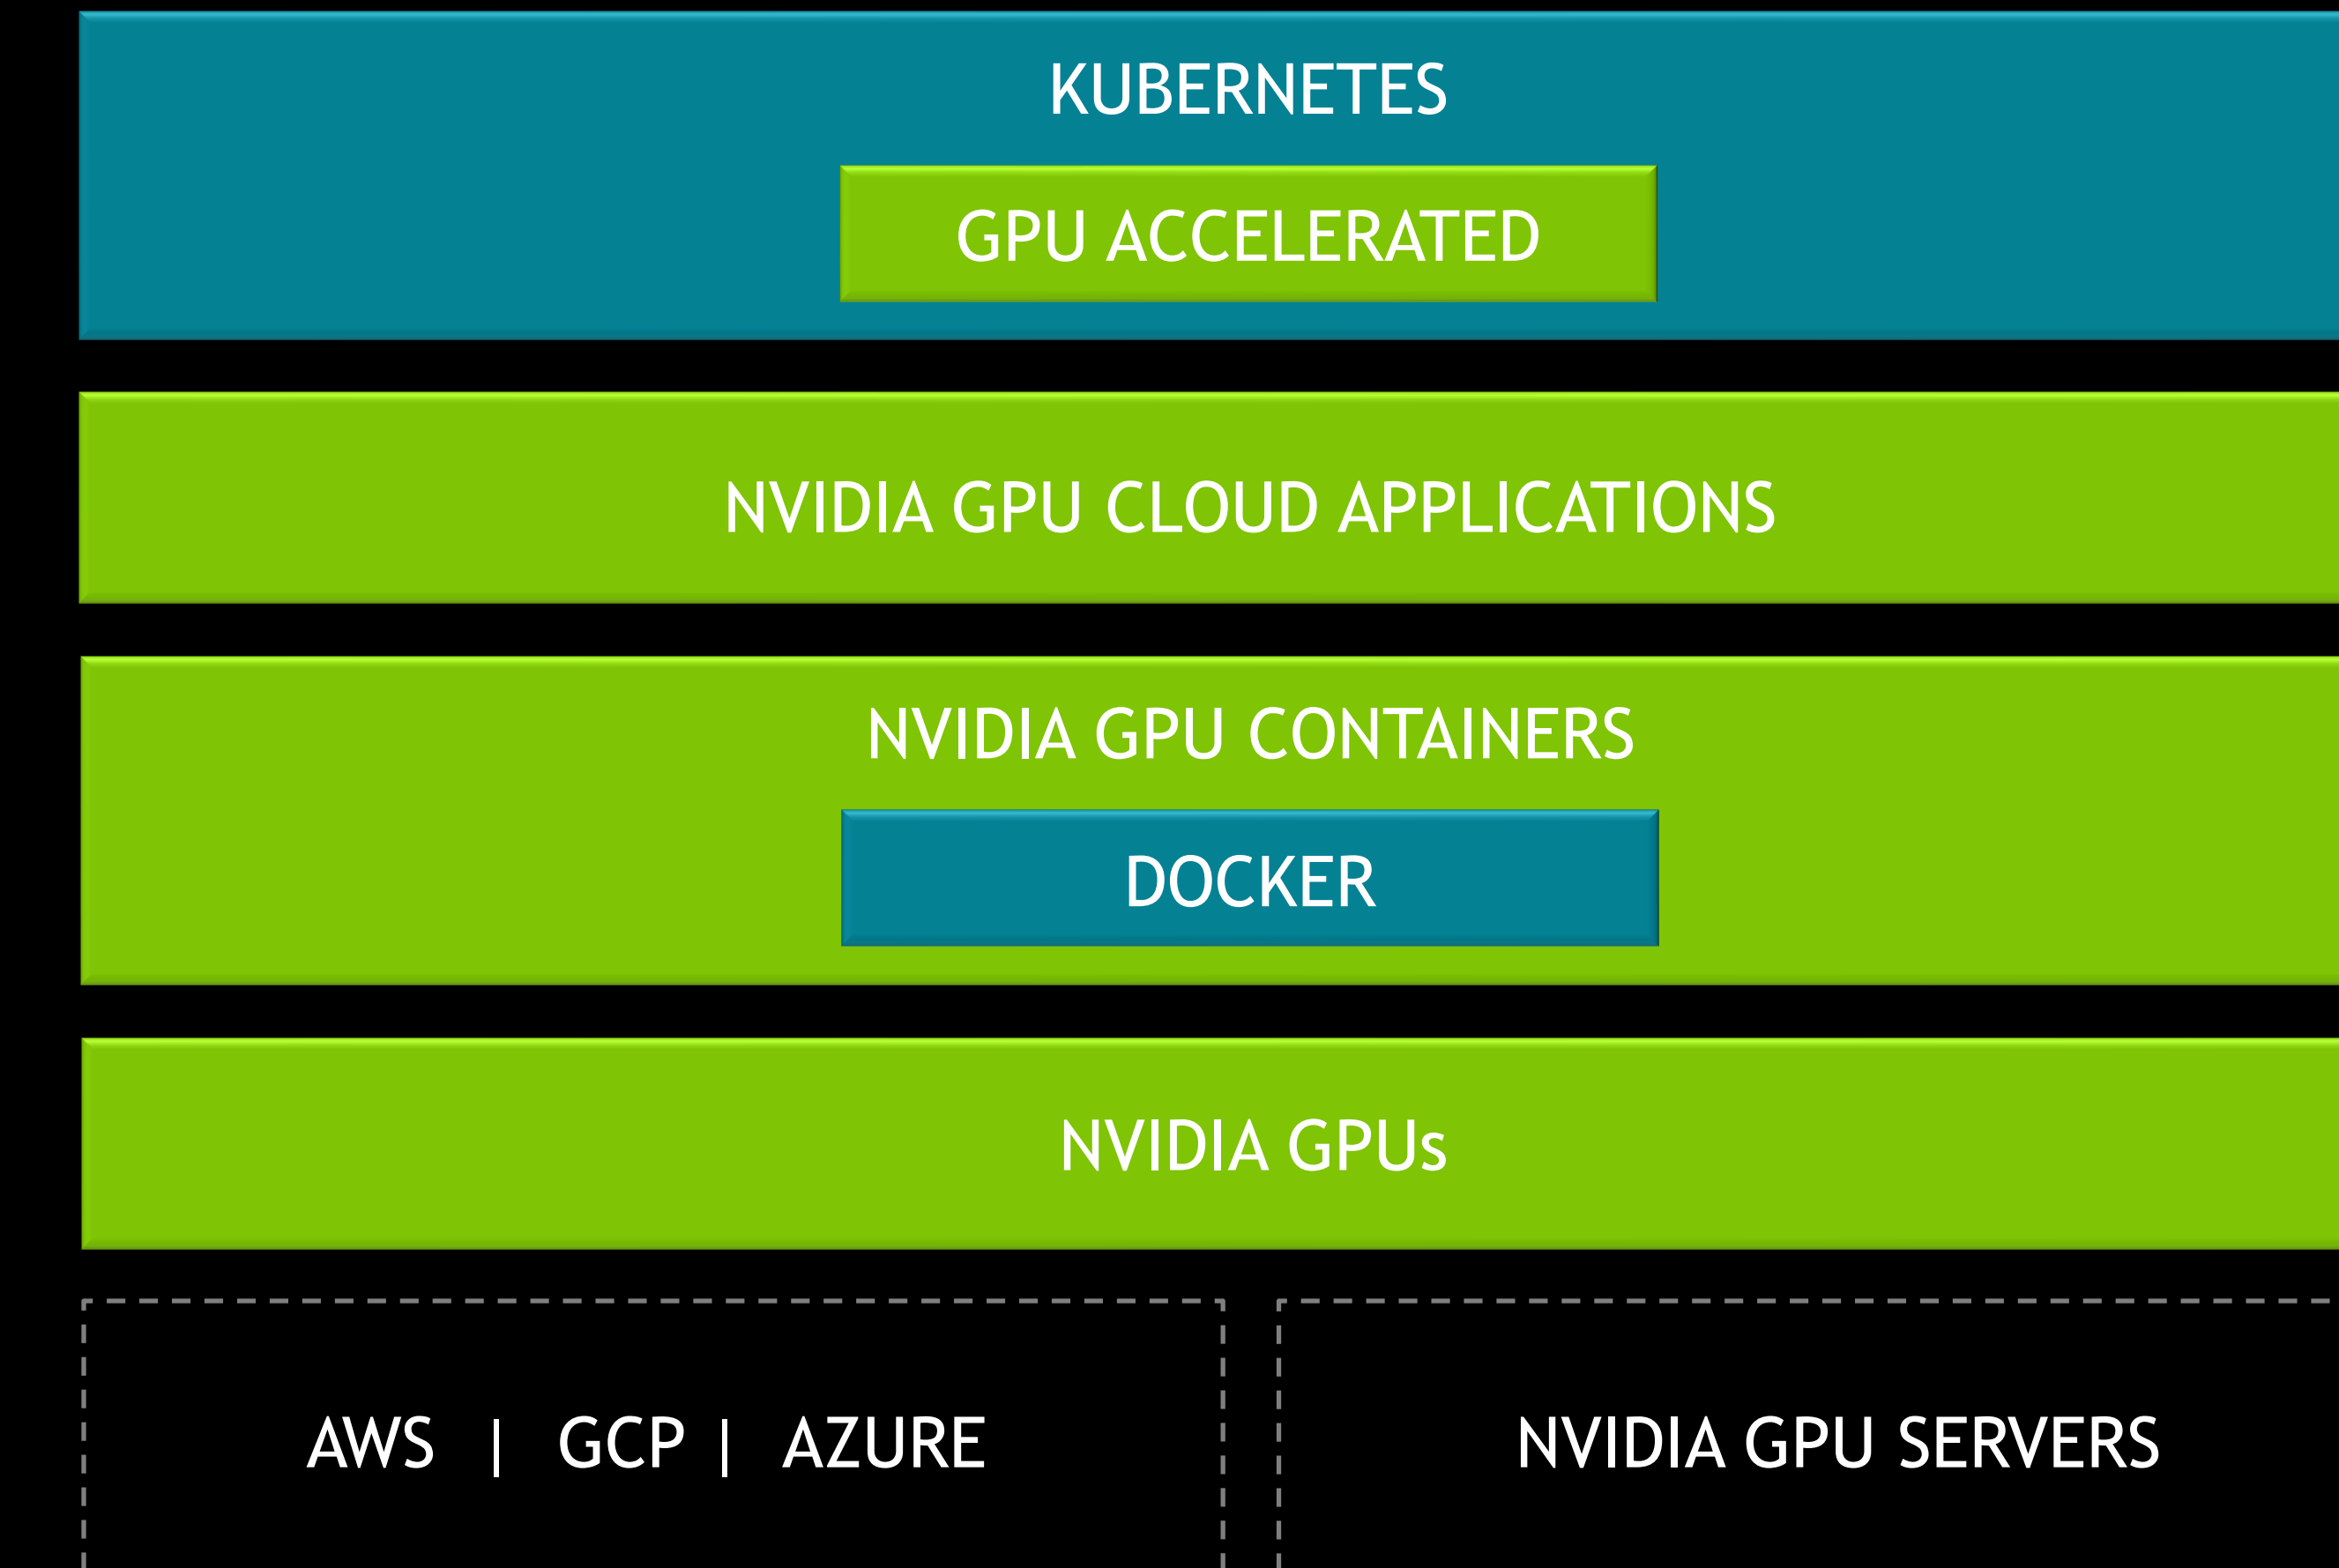 KUBERNETES
GPU ACCELERATED
NVIDIA GPU CLOUD APPLICATIONS
NVIDIA GPU CONTAINERS
DOCKER
NVIDIA GPUs
AWS | GCP | AZURE
NVIDIA GPU SERVERS